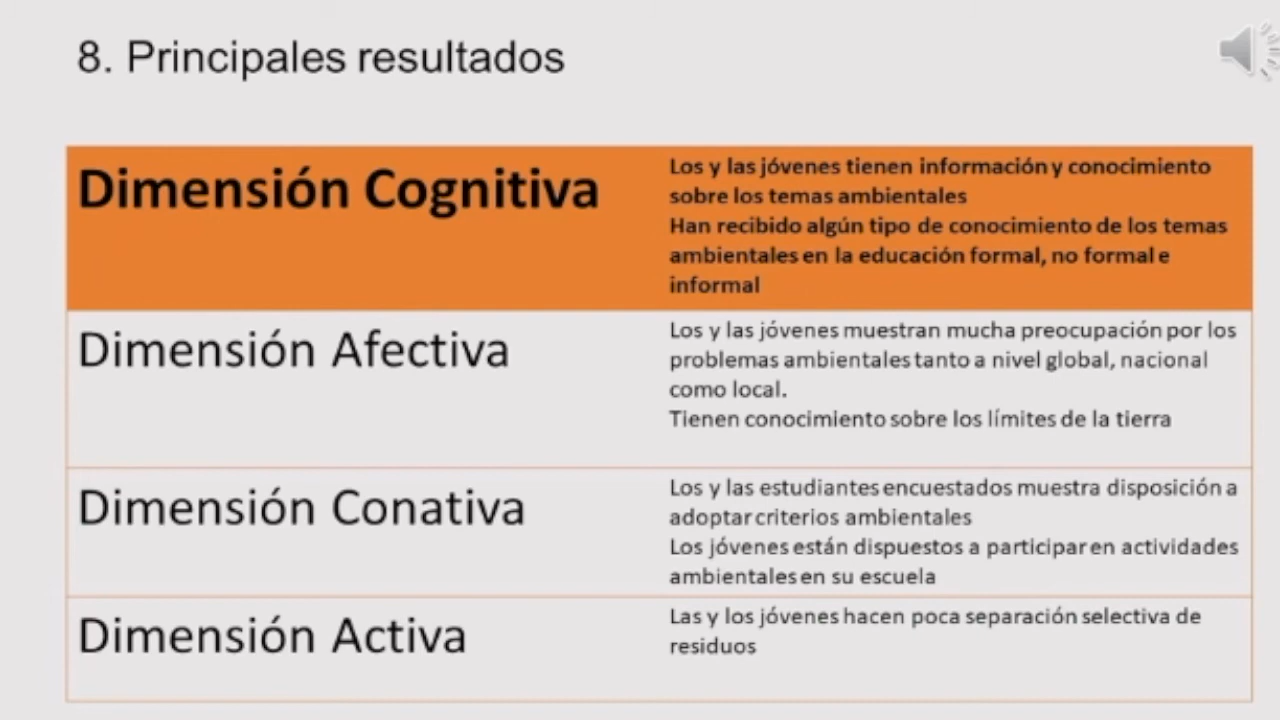 8. Principales resultados
Dimensión Cognitiva
Los y las jóvenes tienen información y conocimiento
sobre los temas ambientales
Han recibido algún tipo de conocimiento de los temas
ambientales en la educación formal, no formal e
informal
Dimensión Afectiva
Los y las jóvenes muestran mucha preocupación por los
problemas ambientales tanto a nivel global, nacional
como local.
Tienen conocimiento sobre los límites de la tierra
Dimensión Conativa
Los y las estudiantes encuestados muestra disposición a
adoptar criterios ambientales
Los jóvenes están dispuestos a participar en actividades
ambientales en su escuela
Dimensión Activa
Las y los jóvenes hacen poca separación selectiva de
residuos